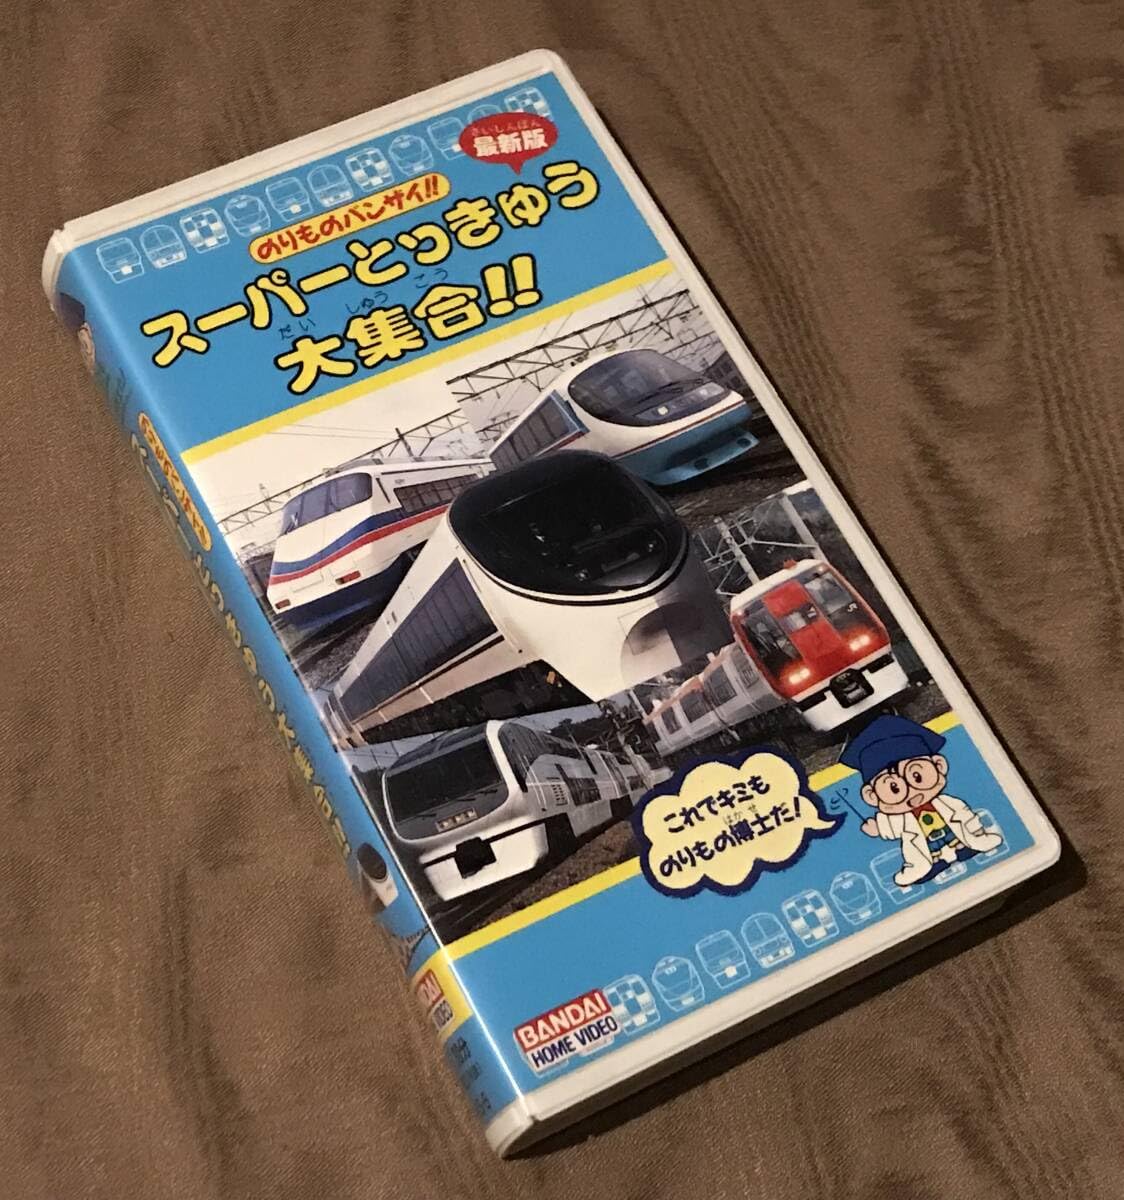 さいしんばん
最新版
のりものバンザイ!!
スーパーとっきゅう
だいしゅうごう
大集合!!
JR
これでキミも
はかせ
のりもの博士だ!
BANDAI
HOME VIDEO